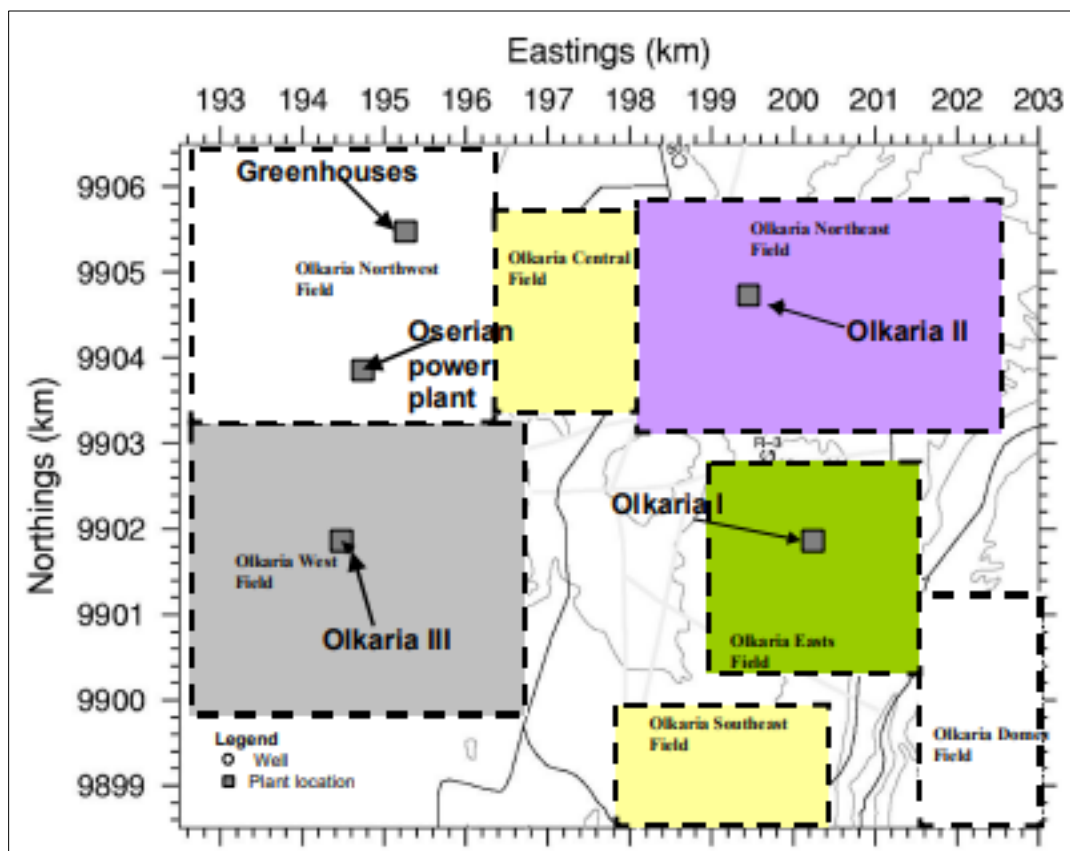 Eastings (km)
193 194 195 196 197 198 199 200 201 202 203
Northings (km)
9906
9905
9904
9903
9902
9901
9900
9899
Greenhouses
Olkaria Northwest
Field
Oserian
power
plant
Olkaria Central
Field
Olkaria Northeast
Field
Olkaria II
R-3
Olkaria I
Olkaria West
Field
Olkaria III
Olkaria Easts
Field
Olkaria Southeast
Field
Olkaria Domes
Field
Legend
Well
Plant location